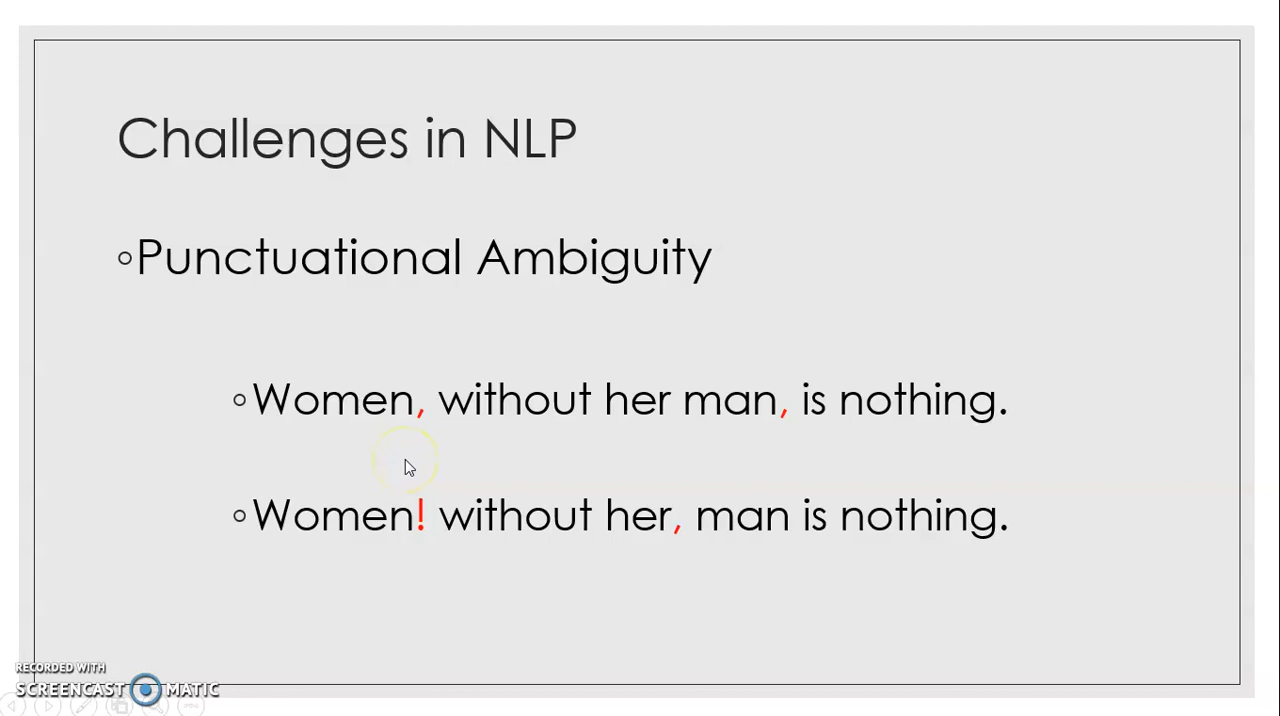 Challenges in NLP
◦Punctuational Ambiguity
◦Women, without her man, is nothing.
◦Women! without her, man is nothing.
RECORDED WITH
SCREENCAST MATIC